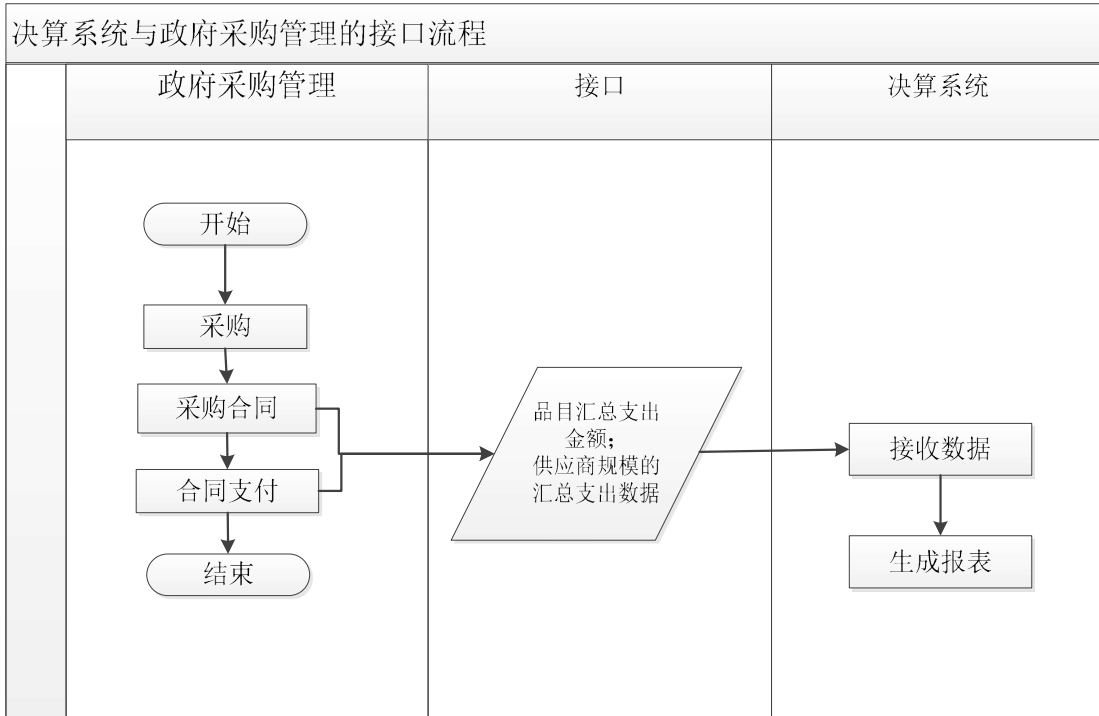 决算系统与政府采购管理的接口流程
政府采购管理
接口
决算系统
开始
采购
采购合同
合同支付
结束
品目汇总支出
金额；
供应商规模的
汇总支出数据
接收数据
生成报表